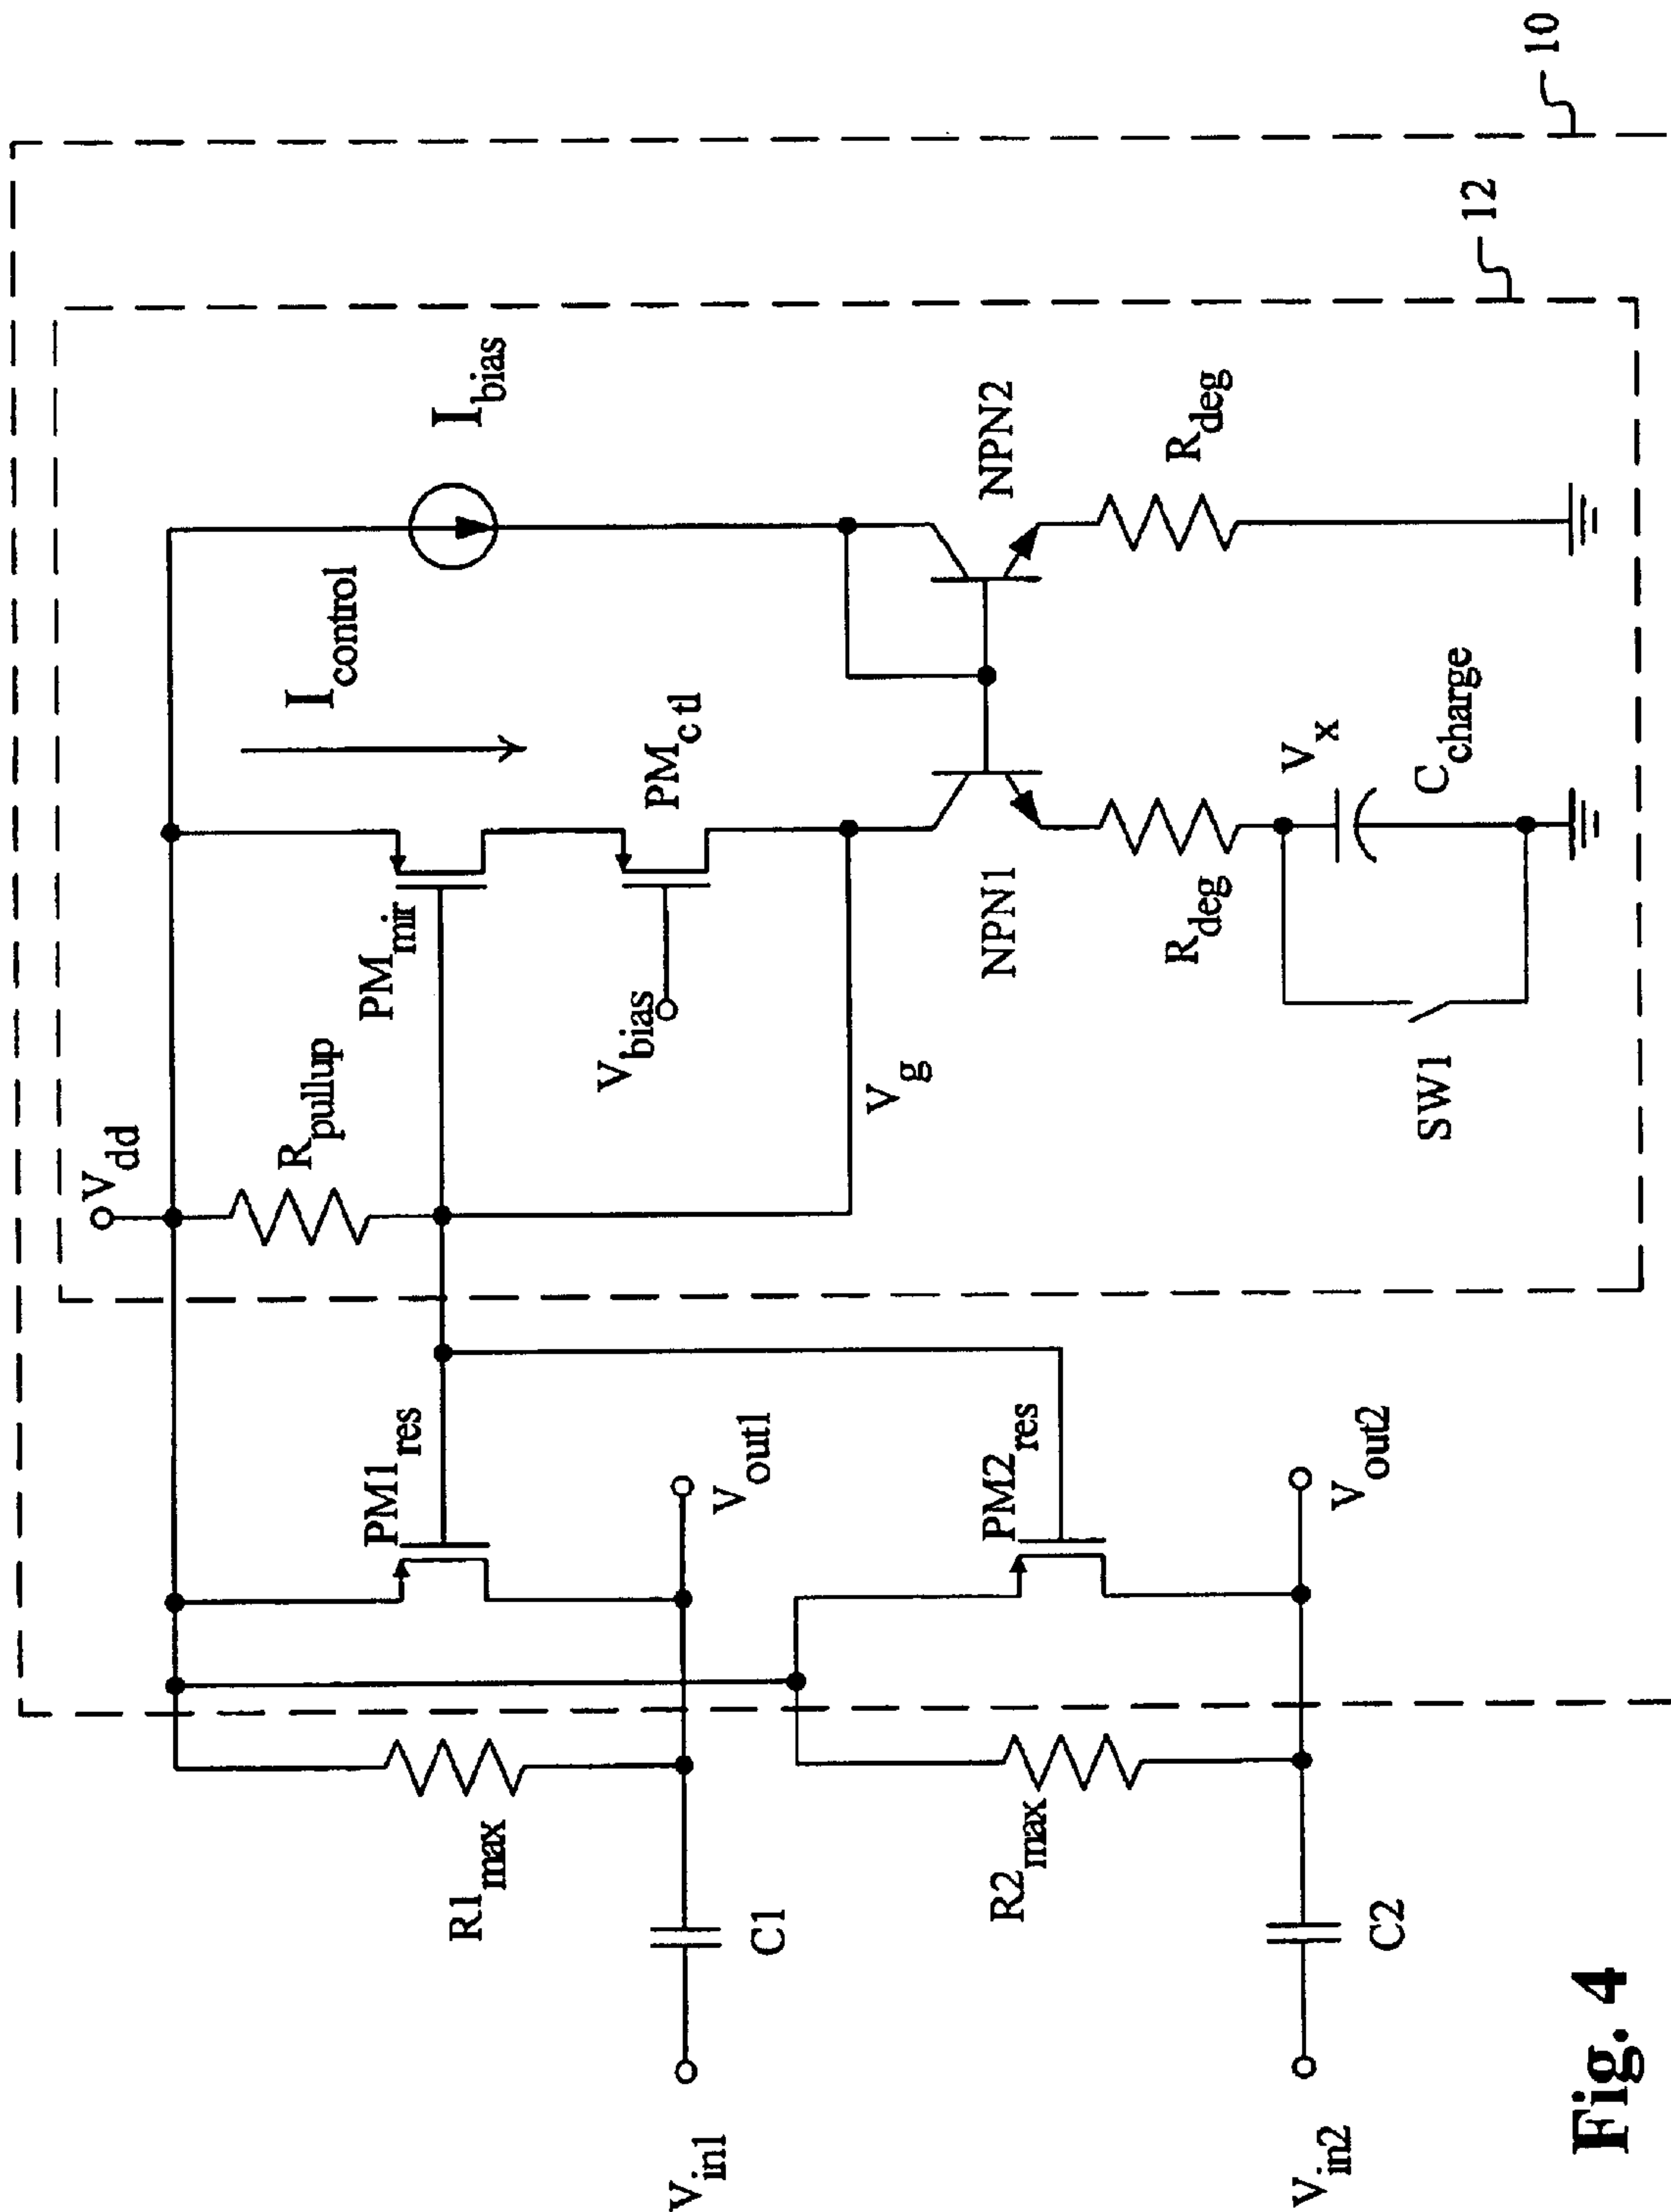 10
12
V_dd
I_bias
I_control
R_pullup
PM_mir
PM_ctl
V_bias
V_g
NPN1
NPN2
R_deg
R_deg
V_x
C_charge
SW1
PM1_res
V_out1
PM2_res
V_out2
R1_max
C1
R2_max
C2
V_in1
V_in2
Fig. 4